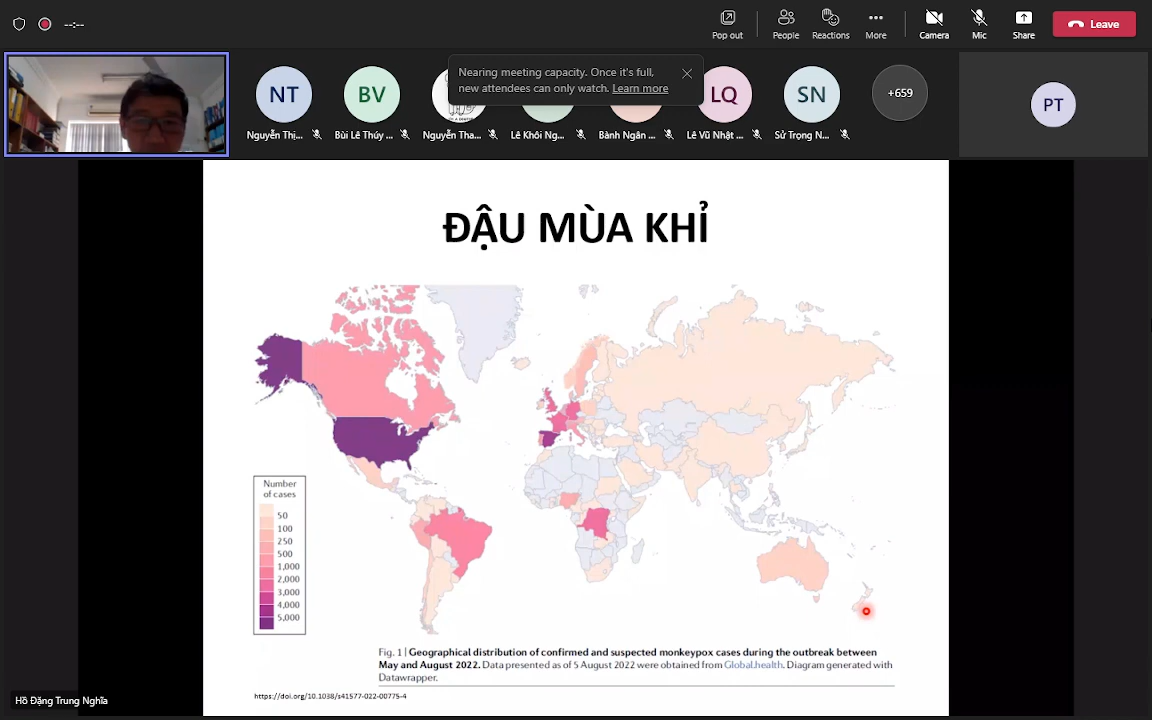 --:--
Pop out
People
Reactions
More
Camera
Mic
Share
Leave
Nearing meeting capacity. Once it's full,
new attendees can only watch. Learn more
NT
BV
LQ
SN
+659
PT
Nguyễn Thị...
Bùi Lê Thúy ...
Nguyễn Tha...
Lê Khôi Ng...
Bành Ngân ...
Lê Vũ Nhật ...
Sử Trọng N...
ĐẬU MÙA KHỈ
Number
of cases
50
100
250
500
1,000
2,000
3,000
4,000
5,000
Fig. 1 | Geographical distribution of confirmed and suspected monkeypox cases during the outbreak between
May and August 2022. Data presented as of 5 August 2022 were obtained from Global.health. Diagram generated with
Datawrapper.
https://doi.org/10.1038/s41577-022-00775-4
Hồ Đặng Trung Nghĩa